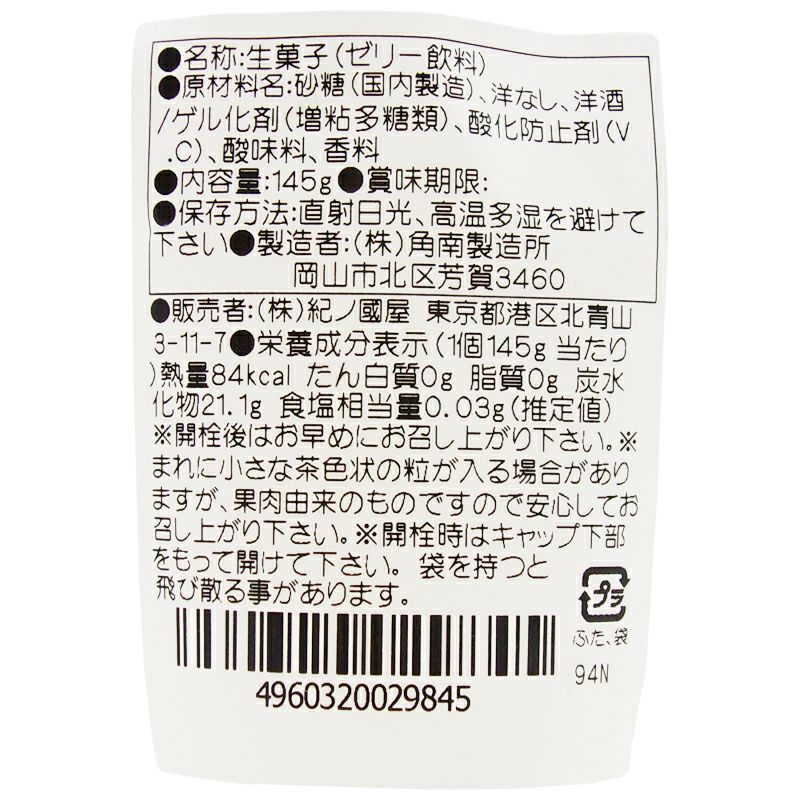 ●名称:生菓子(ゼリー飲料)
●原材料名:砂糖(国内製造)、洋なし、洋酒
/ゲル化剤(増粘多糖類)、酸化防止剤(V
.C)、酸味料、香料
●内容量:145g●賞味期限:
●保存方法:直射日光、高温多湿を避けて
下さい●製造者:(株)角南製造所
岡山市北区芳賀3460
●販売者:(株)紀ノ國屋 東京都港区北青山
3-11-7●栄養成分表示(1個145g当たり
)熱量84kcal たん白質0g 脂質0g 炭水
化物21.1g 食塩相当量0.03g(推定値)
※開栓後はお早めにお召し上がり下さい。※
まれに小さな茶色状の粒が入る場合があり
ますが、果肉由来のものですので安心してお
召し上がり下さい。※開栓時はキャップ下部
をもって開けて下さい。袋を持つと
飛び散る事があります。
プラ
ふた、袋
94N
4960320029845